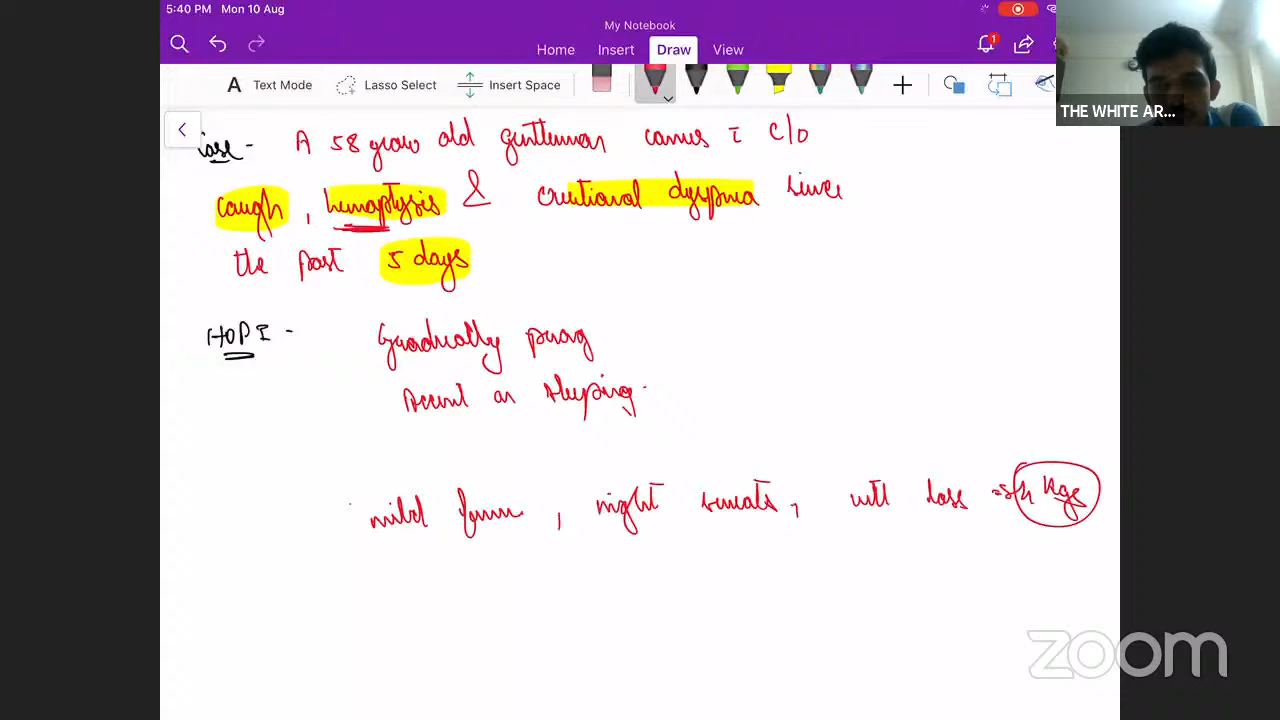 5:40 PM Mon 10 Aug
My Notebook
Home Insert Draw View
1
A Text Mode Lasso Select Insert Space
THE WHITE AR...
Case - A 58 year old gentleman comes c c/o
cough, hemoptysis & exertional dyspnea since
the past 5 days
HOPI - Gradually prog
on sleeping.
mild fever, night sweats, wt loss Kgs
zoom